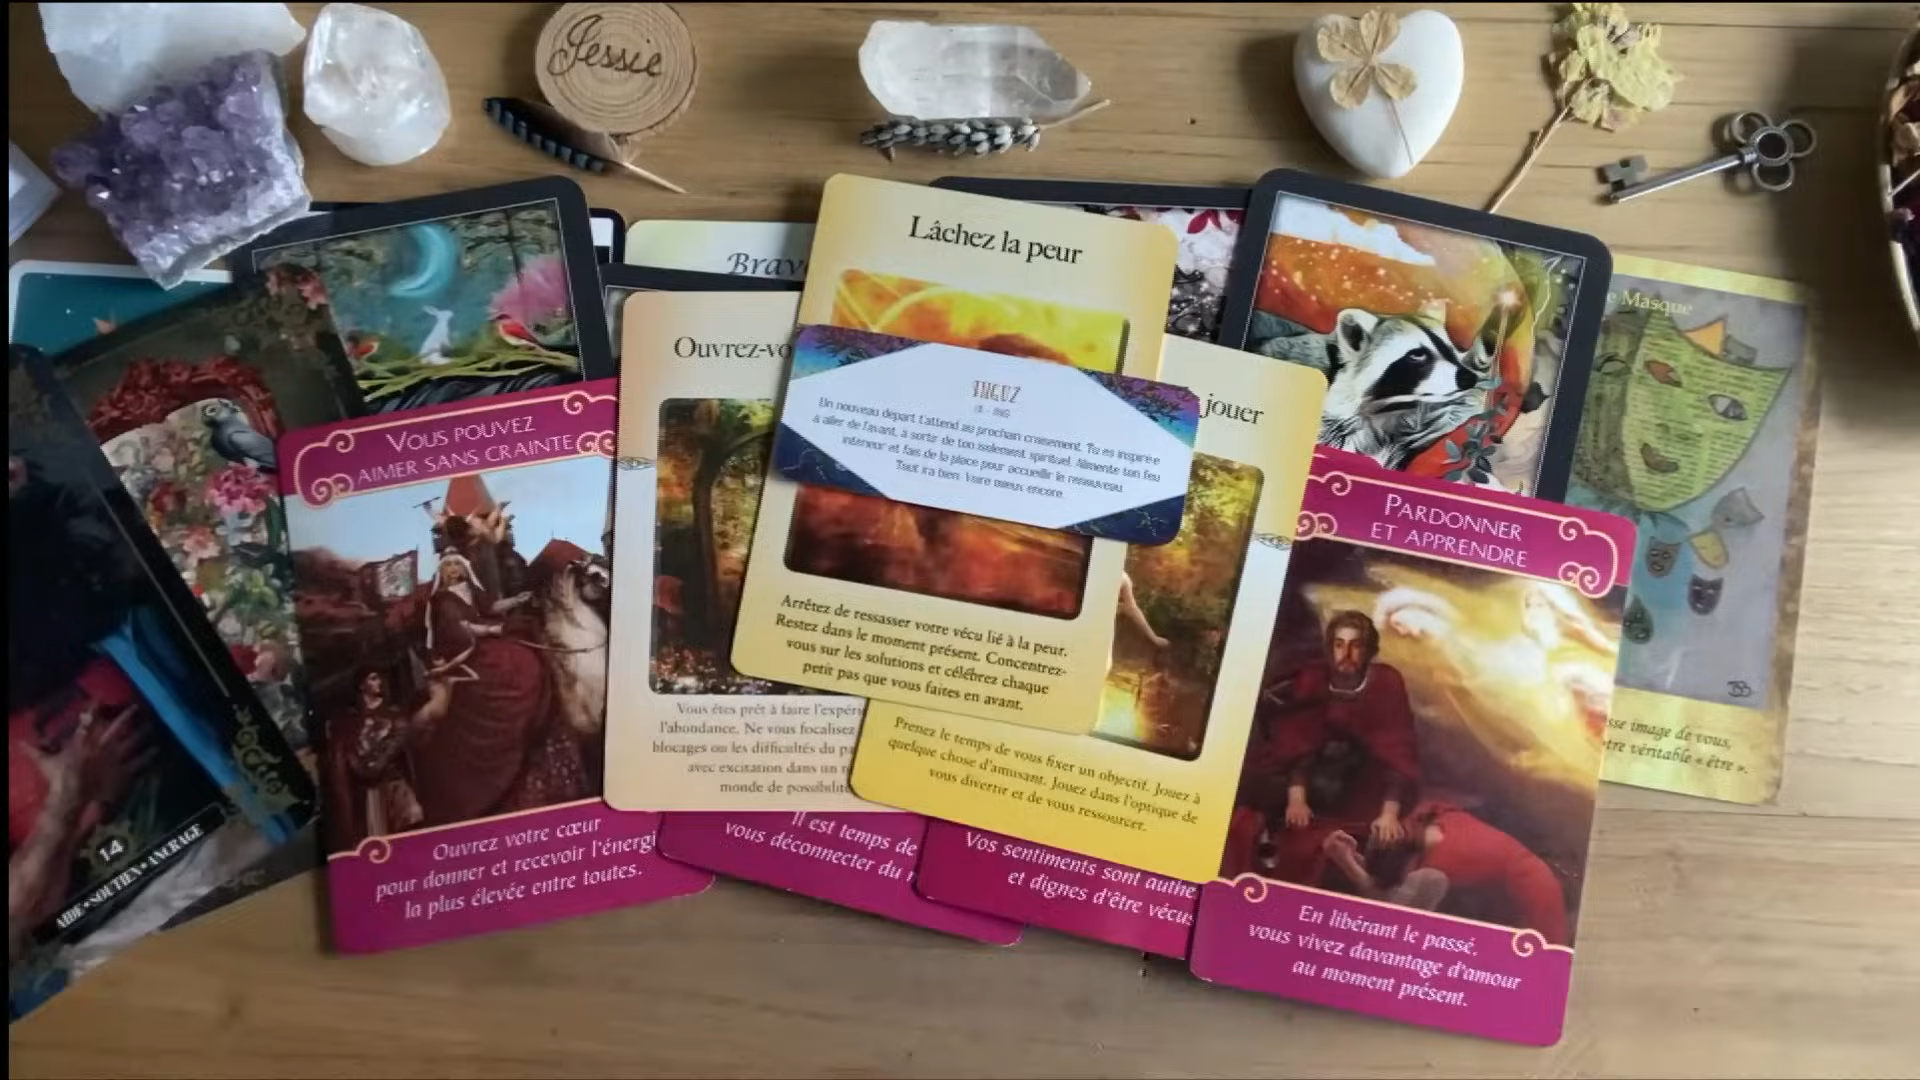 Jessie
Lâchez la peur
Arrêtez de ressasser votre vécu lié à la peur.
Restez dans le moment présent. Concentrez-
vous sur les solutions et célébrez chaque
petit pas que vous faites en avant.
INGUZ
Un nouveau départ t'attend au prochain croisement. Tu es inspiré·e
à aller de l'avant, à sortir de ton isolement spirituel. Alimente ton feu
intérieur et fais de la place pour accueillir le renouveau.
Tout ira bien. Voire mieux encore.
Brav
Ouvrez-vo
Vous êtes prêt à faire l'expéri
l'abondance. Ne vous focalisez
blocages ou les difficultés du pa
avec excitation dans un
monde de possibilité
jouer
Prenez le temps de vous fixer un objectif. Jouez à
quelque chose d'amusant. Jouez dans l'optique de
vous divertir et de vous ressourcer.
e Masque
sse image de vous,
tre véritable « être ».
VOUS POUVEZ
AIMER SANS CRAINTE
Ouvrez votre cœur
pour donner et recevoir l'énergi
la plus élevée entre toutes.
Il est temps de
vous déconnecter du
Vos sentiments sont authe
et dignes d'être vécus
PARDONNER
ET APPRENDRE
En libérant le passé,
vous vivez davantage d'amour
au moment présent.
14
AIDE • SOUTIEN • ANCRAGE